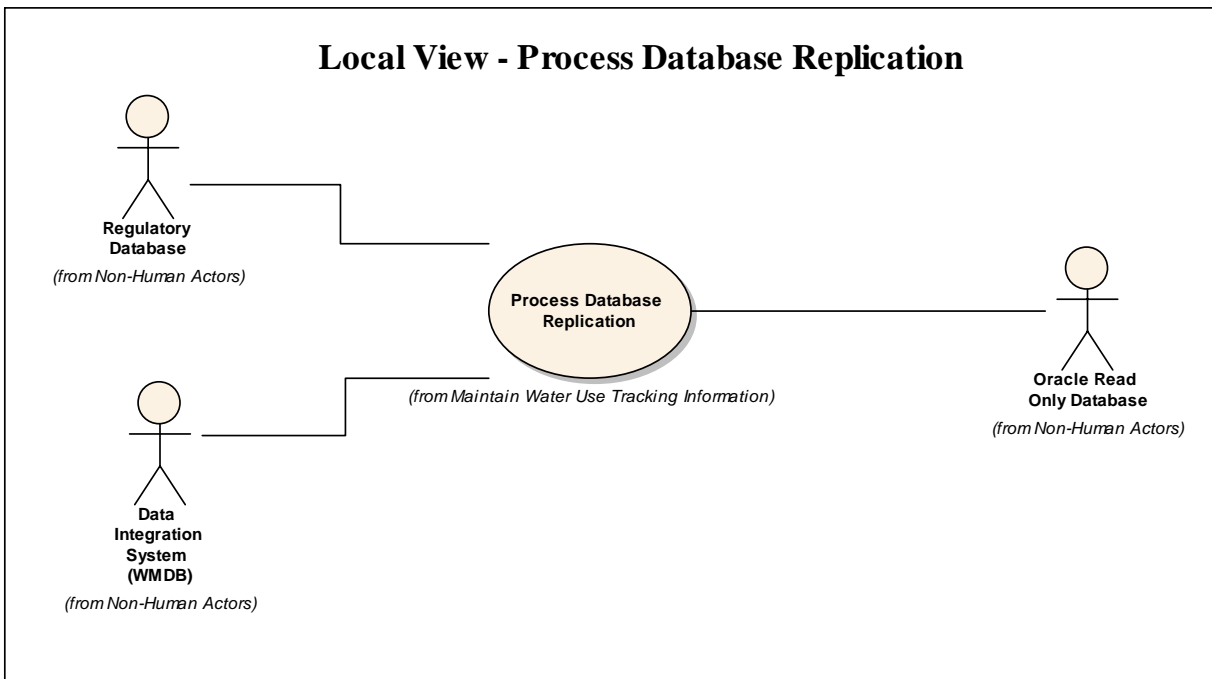 Local View - Process Database Replication
Regulatory
Database
(from Non-Human Actors)
Process Database
Replication
(from Maintain Water Use Tracking Information)
Oracle Read
Only Database
(from Non-Human Actors)
Data
Integration
System
(WMDB)
(from Non-Human Actors)